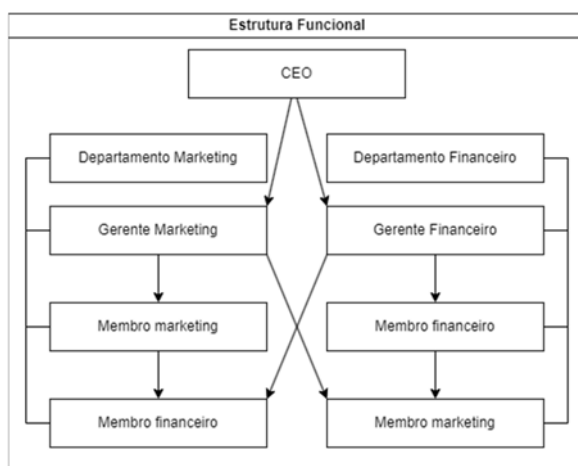 Estrutura Funcional
CEO
Departamento Marketing
Departamento Financeiro
Gerente Marketing
Gerente Financeiro
Membro marketing
Membro financeiro
Membro financeiro
Membro marketing